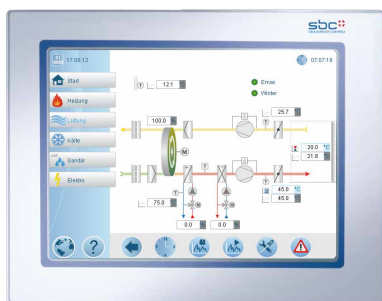 sbc
SAIA BURGESS CONTROLS
17.08.12
07:07:18
Start
Heizung
Lüftung
Kälte
Sanitär
Elektro
T
12.1
Emax
Winter
100.0 %
25.7
T
M
20.0 °C
21.8
T
T
T
M
M
75.0
45.0 °C
45.0
0.0 %
0.0 %
?